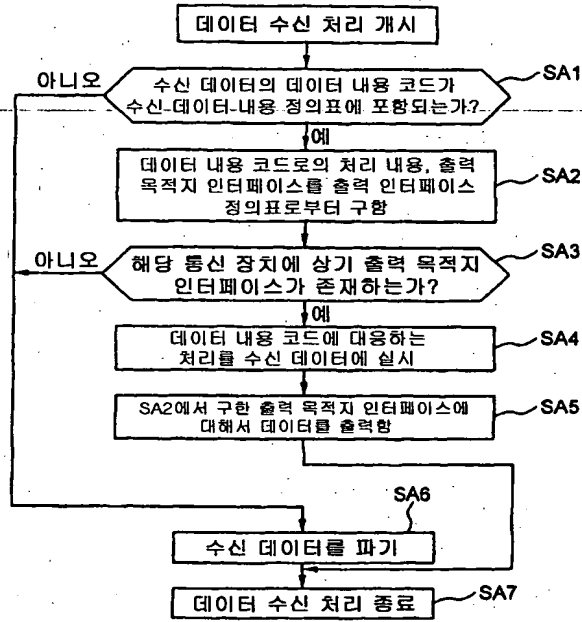 데이터 수신 처리 개시
아니오
수신 데이터의 데이터 내용 코드가
수신-데이터-내용 정의표에 포함되는가?
SA1
예
데이터 내용 코드로의 처리 내용, 출력
목적지 인터페이스를 출력 인터페이스
정의표로부터 구함
SA2
아니오
해당 통신 장치에 상기 출력 목적지
인터페이스가 존재하는가?
SA3
예
데이터 내용 코드에 대응하는
처리를 수신 데이터에 실시
SA4
SA2에서 구한 출력 목적지 인터페이스에
대해서 데이터를 출력함
SA5
SA6
수신 데이터를 파기
데이터 수신 처리 종료
SA7